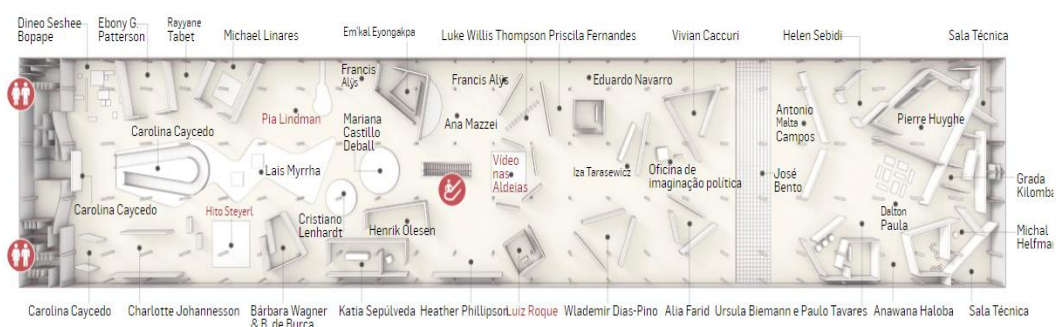 Dineo Seshee
Bopape
Ebony G.
Patterson
Rayyane
Tabet
Michael Linares
Em'kal Eyongakpa
Luke Willis Thompson
Priscila Fernandes
Vivian Caccuri
Helen Sebidi
Sala Técnica
Francis
Alÿs
Francis Alÿs
Eduardo Navarro
Pia Lindman
Mariana
Castillo
Deball
Ana Mazzei
Antonio
Malta
Campos
Pierre Huyghe
Carolina Caycedo
Lais Myrrha
Vídeo
nas
Aldeias
Iza Tarasewicz
Oficina de
imaginação política
José
Bento
Grada
Kilomba
Carolina Caycedo
Hito Steyerl
Cristiano
Lenhardt
Henrik Olesen
Dalton
Paula
Michal
Helfma
Carolina Caycedo
Charlotte Johannesson
Bárbara Wagner
& B. de Burca
Katia Sepúlveda
Heather Phillipson
Luiz Roque
Wlademir Dias-Pino
Alia Farid
Ursula Biemann e Paulo Tavares
Anawana Haloba
Sala Técnica